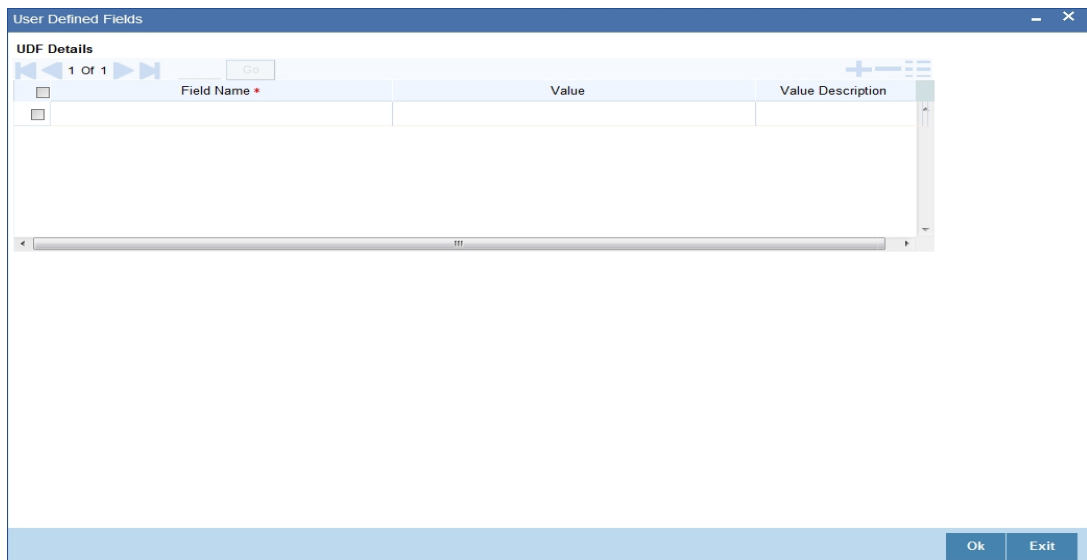 User Defined Fields
UDF Details
1 Of 1 Go
Field Name * Value Value Description
Ok Exit